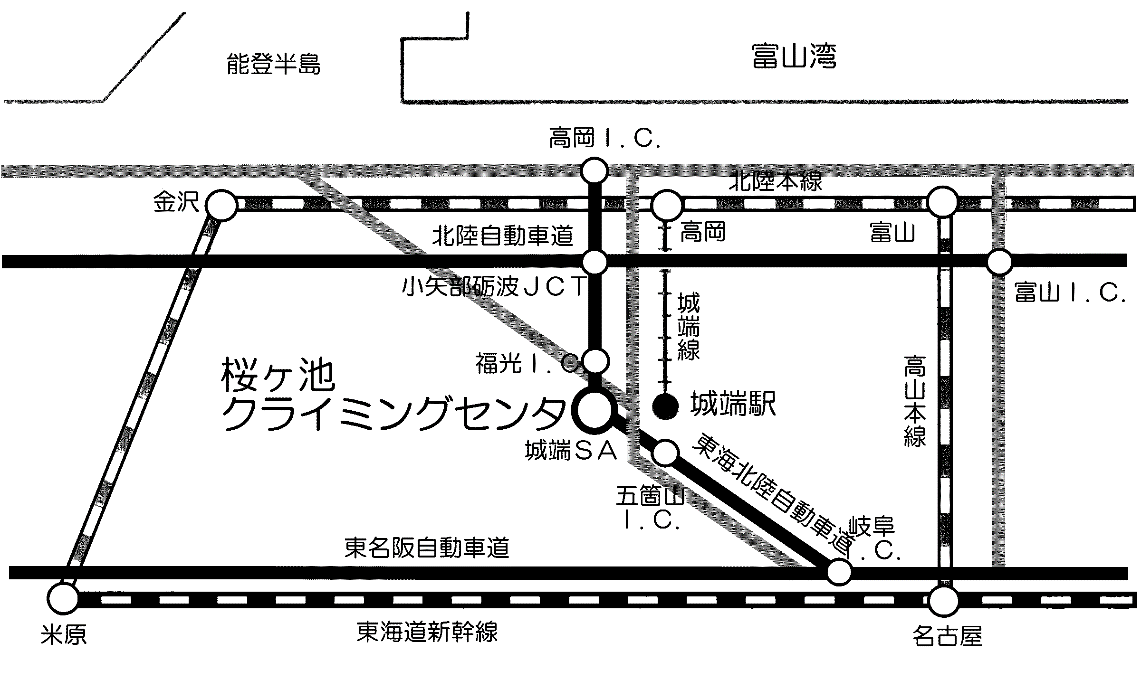 能登半島
富山湾
高岡I.C.
北陸本線
金沢
高岡
富山
北陸自動車道
小矢部砺波JCT
富山I.C.
城端線
福光I.C
高山本線
桜ヶ池
クライミングセンタ
城端駅
城端SA
東海北陸自動車道
五箇山
I.C.
岐阜
I.C.
東名阪自動車道
米原
東海道新幹線
名古屋